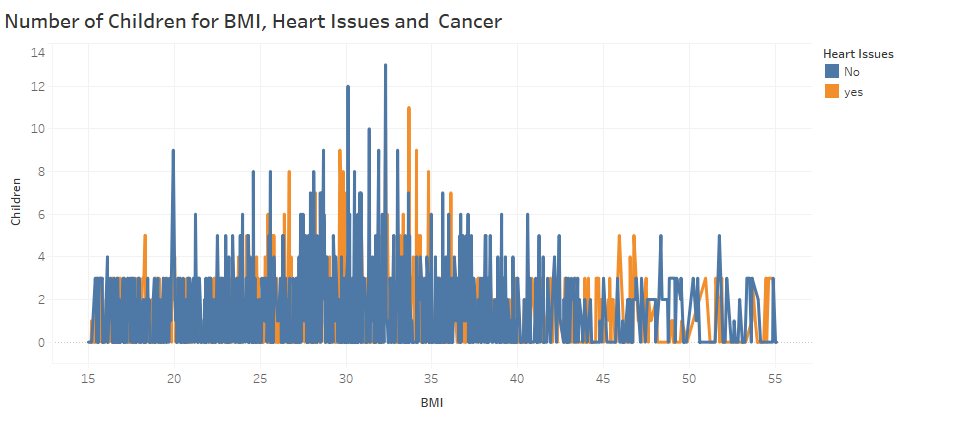 Number of Children for BMI, Heart Issues and Cancer
Heart Issues
No
yes
Children
14
12
10
8
6
4
2
0
15 20 25 30 35 40 45 50 55
BMI